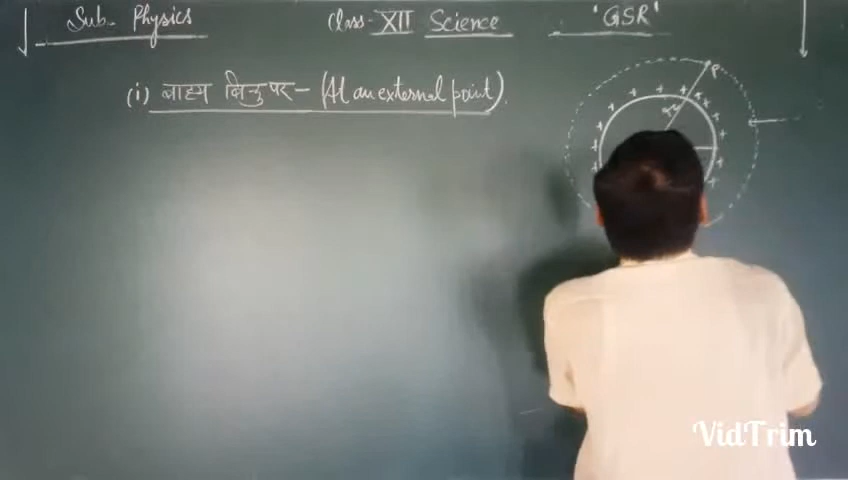 Sub. Physics Class- XII Science 'GSR'
(i) बाह्य बिन्दु पर - (At an external point).
P
VidTrim